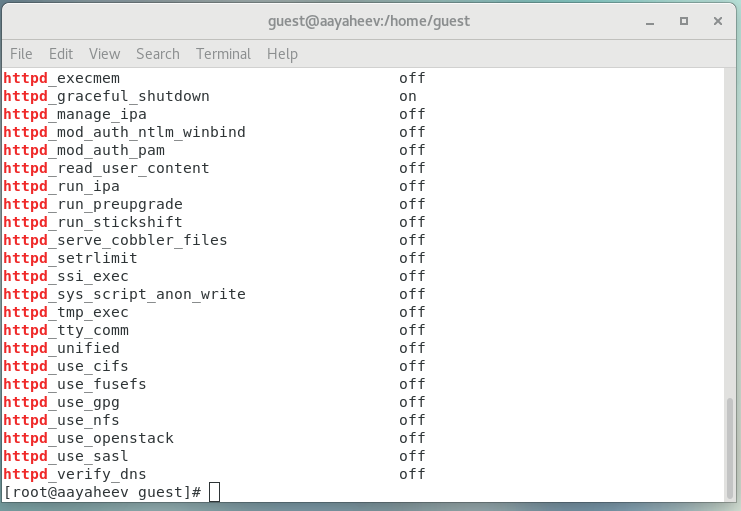 guest@aayaheev:/home/guest
File Edit View Search Terminal Help
httpd_execmem off
httpd_graceful_shutdown on
httpd_manage_ipa off
httpd_mod_auth_ntlm_winbind off
httpd_mod_auth_pam off
httpd_read_user_content off
httpd_run_ipa off
httpd_run_preupgrade off
httpd_run_stickshift off
httpd_serve_cobbler_files off
httpd_setrlimit off
httpd_ssi_exec off
httpd_sys_script_anon_write off
httpd_tmp_exec off
httpd_tty_comm off
httpd_unified off
httpd_use_cifs off
httpd_use_fusefs off
httpd_use_gpg off
httpd_use_nfs off
httpd_use_openstack off
httpd_use_sasl off
httpd_verify_dns off
[root@aayaheev guest]#